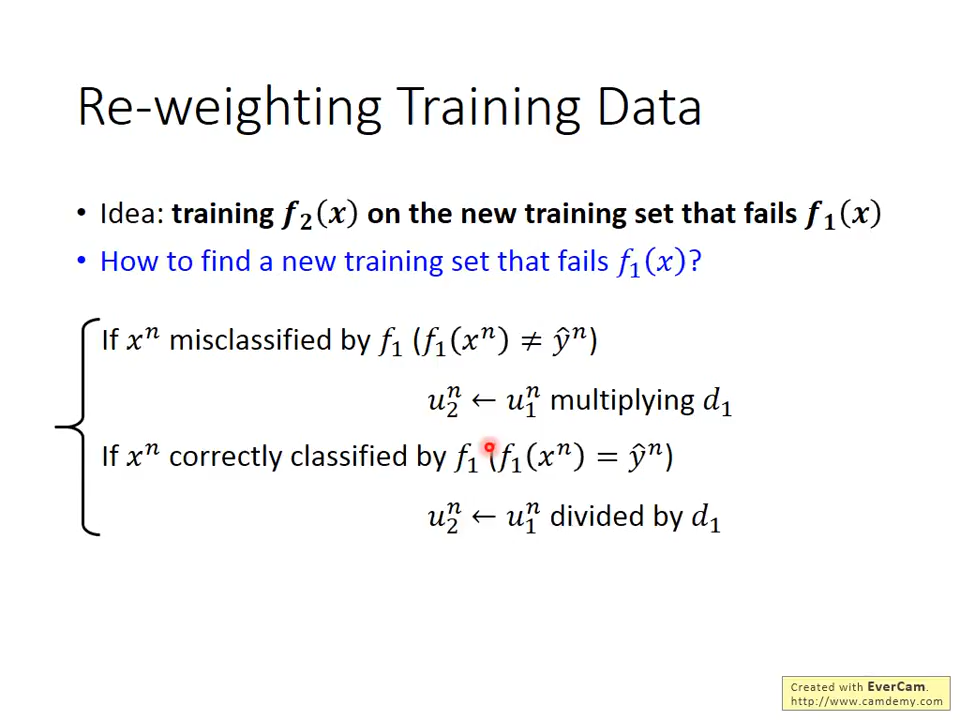 Re-weighting Training Data
• Idea: training f₂(x) on the new training set that fails f₁(x)
• How to find a new training set that fails f₁(x)?
If xⁿ misclassified by f₁ (f₁(xⁿ) ≠ ŷⁿ)
u₂ⁿ ← u₁ⁿ multiplying d₁
If xⁿ correctly classified by f₁ (f₁(xⁿ) = ŷⁿ)
u₂ⁿ ← u₁ⁿ divided by d₁
Created with EverCam.
http://www.camdemy.com